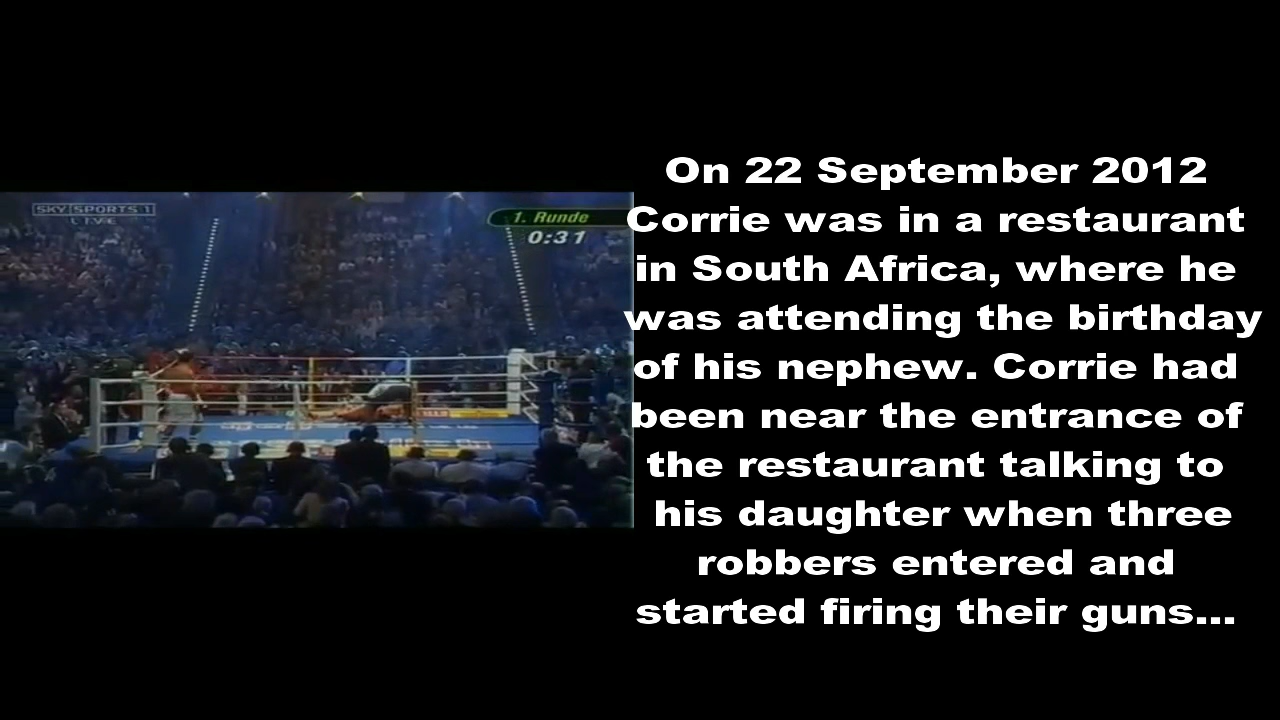 SKY SPORTS 1
LIVE
1. Runde
0:31
On 22 September 2012
Corrie was in a restaurant
in South Africa, where he
was attending the birthday
of his nephew. Corrie had
been near the entrance of
the restaurant talking to
his daughter when three
robbers entered and
started firing their guns...